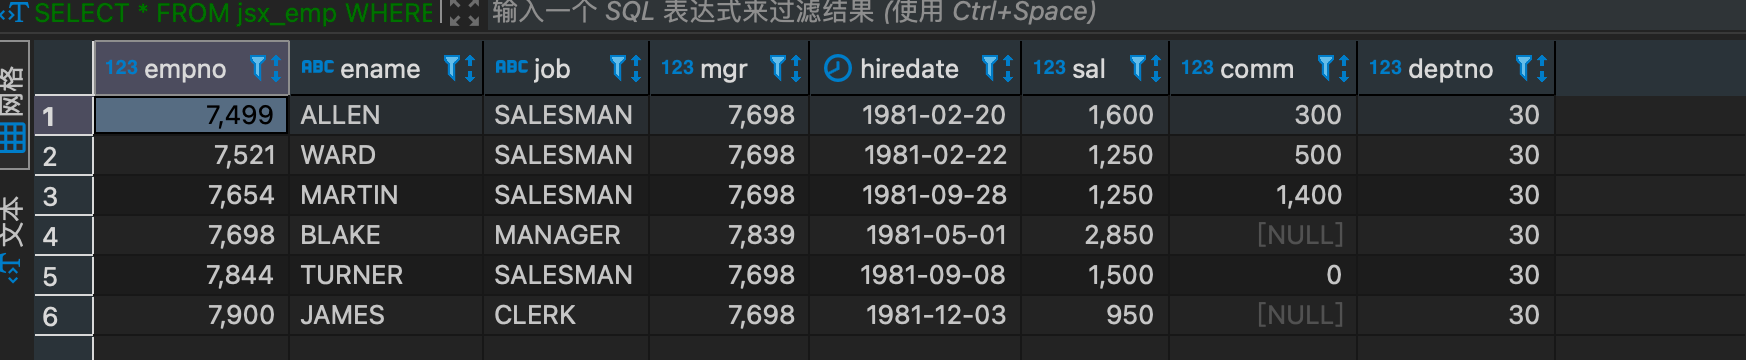 SELECT * FROM jsx_emp WHERE 输入一个 SQL 表达式来过滤结果 (使用 Ctrl+Space)
网格
文本
123 empno ABC ename ABC job 123 mgr hiredate 123 sal 123 comm 123 deptno
1 7,499 ALLEN SALESMAN 7,698 1981-02-20 1,600 300 30
2 7,521 WARD SALESMAN 7,698 1981-02-22 1,250 500 30
3 7,654 MARTIN SALESMAN 7,698 1981-09-28 1,250 1,400 30
4 7,698 BLAKE MANAGER 7,839 1981-05-01 2,850 [NULL] 30
5 7,844 TURNER SALESMAN 7,698 1981-09-08 1,500 0 30
6 7,900 JAMES CLERK 7,698 1981-12-03 950 [NULL] 30